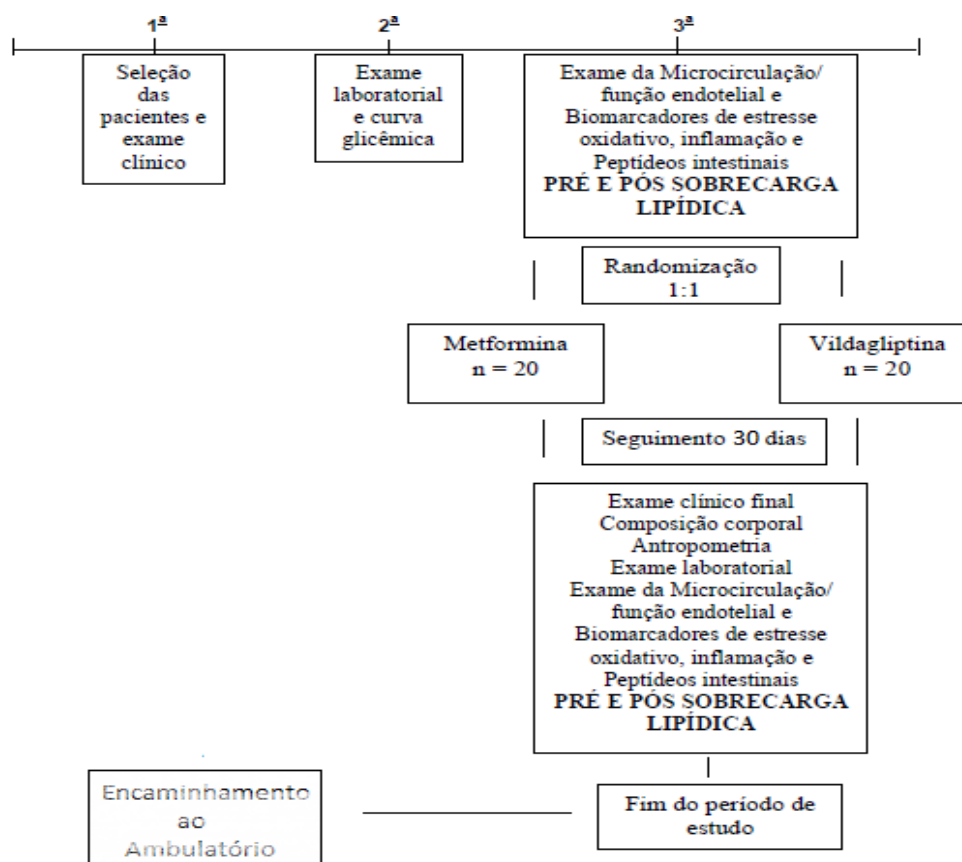 1ª
2ª
3ª
Seleção
das
pacientes e
exame
clínico
Exame
laboratorial
e curva
glicêmica
Exame da Microcirculação/
função endotelial e
Biomarcadores de estresse
oxidativo, inflamação e
Peptídeos intestinais
PRÉ E PÓS SOBRECARGA
LIPÍDICA
Randomização
1:1
Metformina
n = 20
Vildagliptina
n = 20
Seguimento 30 dias
Exame clínico final
Composição corporal
Antropometria
Exame laboratorial
Exame da Microcirculação/
função endotelial e
Biomarcadores de estresse
oxidativo, inflamação e
Peptídeos intestinais
PRÉ E PÓS SOBRECARGA
LIPÍDICA
Encaminhamento
ao
Ambulatório
Fim do período de
estudo